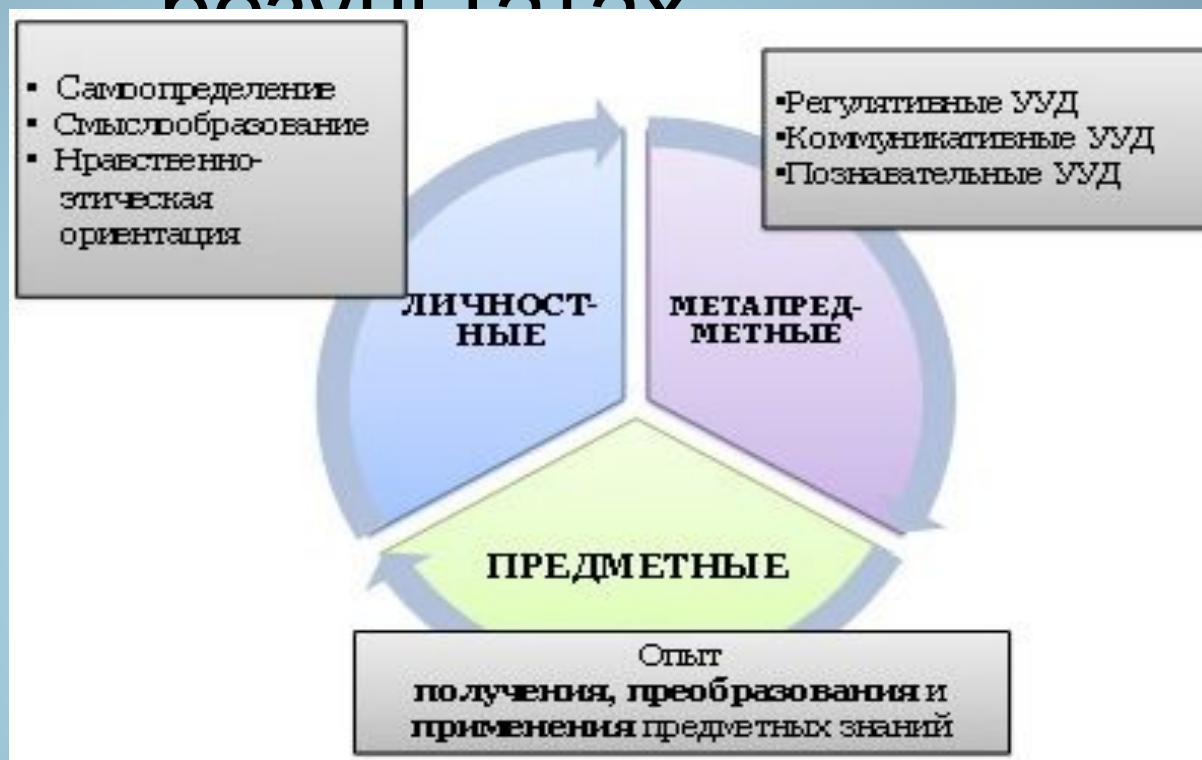 результатах
▪ Самоопределение
▪ Смыслообразование
▪ Нравственно-
этическая
ориентация
▪Регулятивные УУД
▪Коммуникативные УУД
▪Познавательные УУД
ЛИЧНОСТ-
НЫЕ
МЕТАПРЕД-
МЕТНЫЕ
ПРЕДМЕТНЫЕ
Опыт
получения, преобразования и
применения предметных знаний